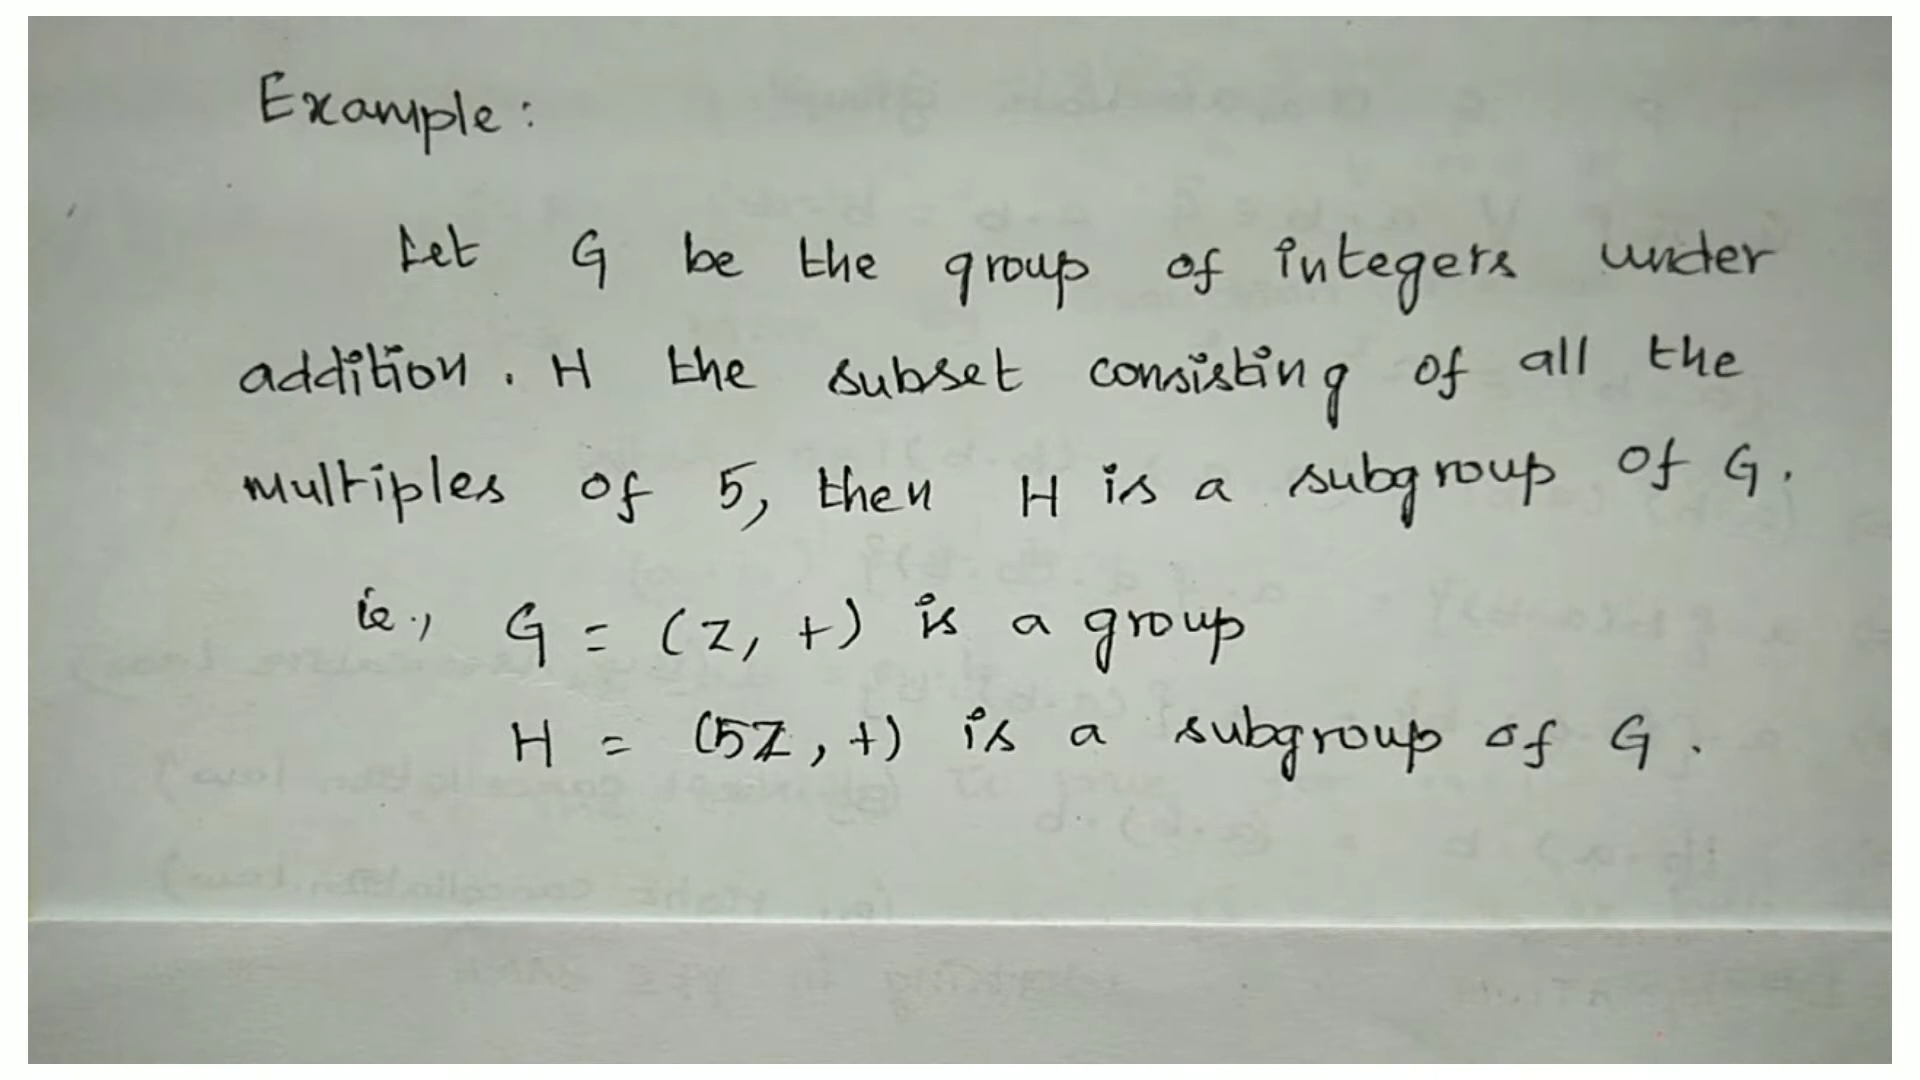 Example:
Let G be the group of integers under
addition. H the subset consisting of all the
multiples of 5, then H is a subgroup of G.
ie., G = (Z, +) is a group
H = (5Z, +) is a subgroup of G.